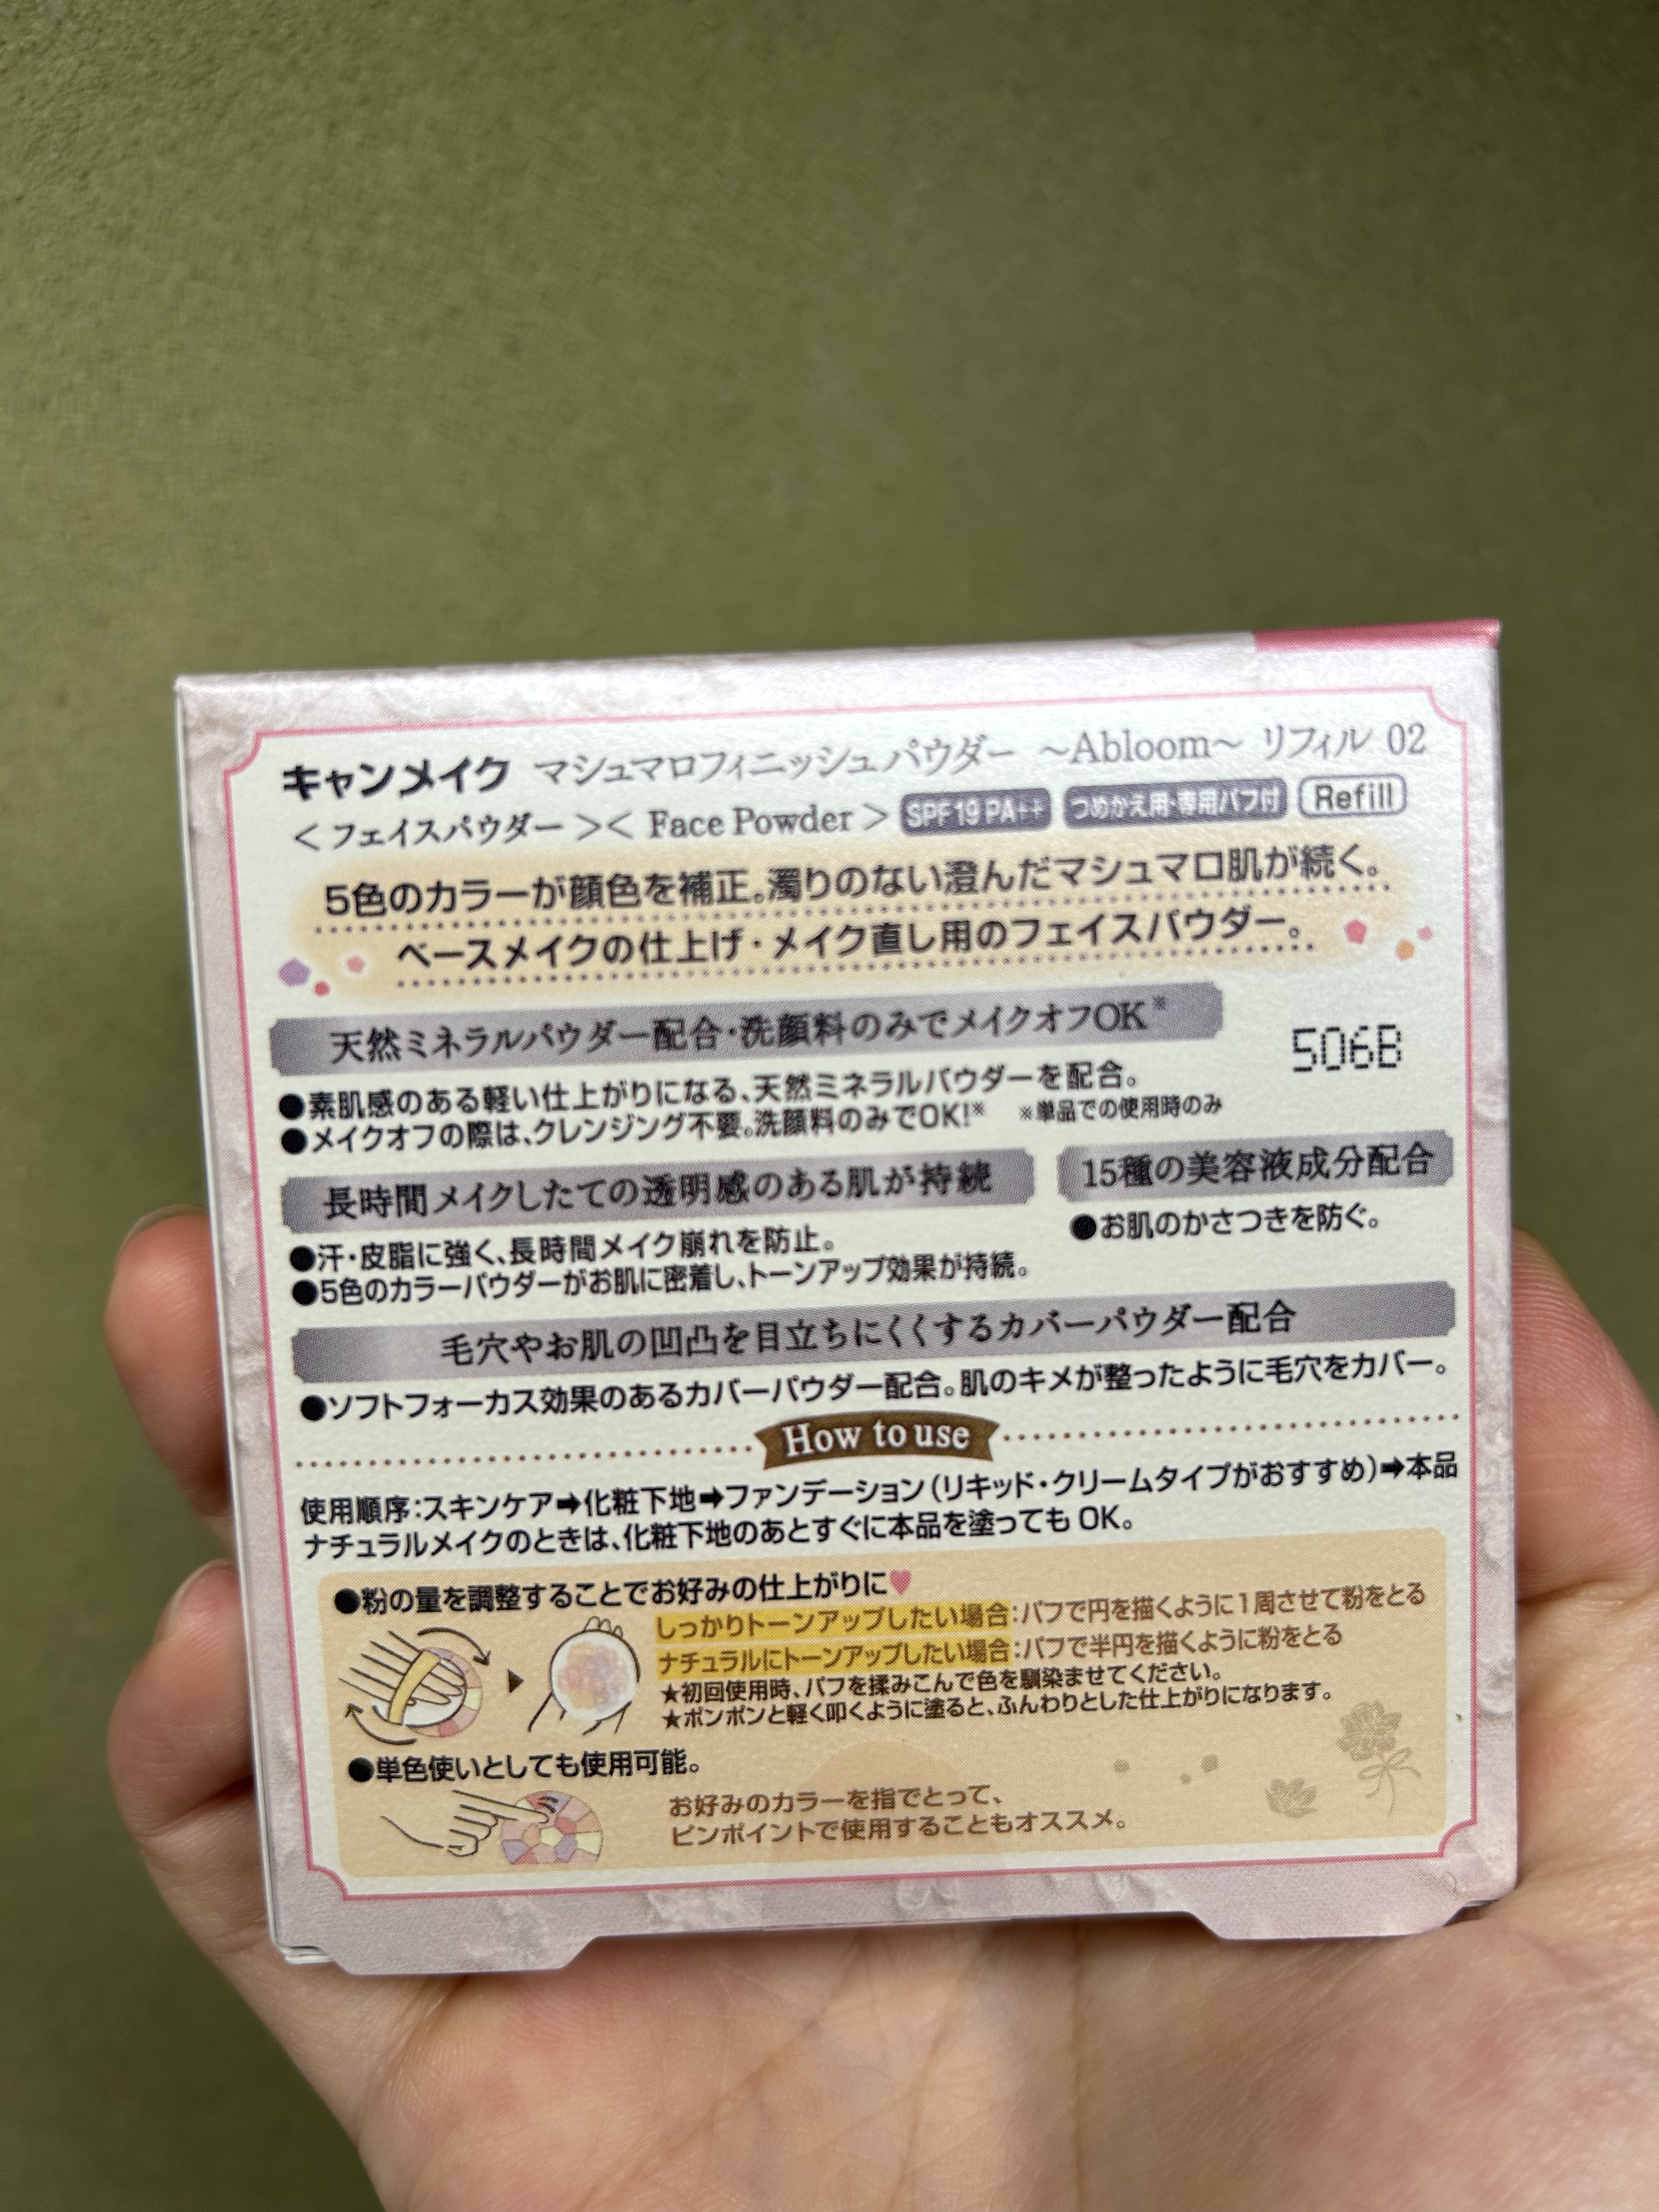 キャンメイク マシュマロフィニッシュパウダー ～Abloom～ リフィル 02
＜フェイスパウダー＞＜ Face Powder ＞ SPF19 PA++ つめかえ用・専用パフ付 Refill
5色のカラーが顔色を補正。濁りのない澄んだマシュマロ肌が続く。
ベースメイクの仕上げ・メイク直し用のフェイスパウダー。
天然ミネラルパウダー配合・洗顔料のみでメイクオフOK※
506B
●素肌感のある軽い仕上がりになる、天然ミネラルパウダーを配合。
●メイクオフの際は、クレンジング不要。洗顔料のみでOK!※ ※単品での使用時のみ
長時間メイクしたての透明感のある肌が持続
●汗・皮脂に強く、長時間メイク崩れを防止。
●5色のカラーパウダーがお肌に密着し、トーンアップ効果が持続。
15種の美容液成分配合
●お肌のかさつきを防ぐ。
毛穴やお肌の凹凸を目立ちにくくするカバーパウダー配合
●ソフトフォーカス効果のあるカバーパウダー配合。肌のキメが整ったように毛穴をカバー。
How to use
使用順序：スキンケア➡化粧下地➡ファンデーション（リキッド・クリームタイプがおすすめ）➡本品
ナチュラルメイクのときは、化粧下地のあとすぐに本品を塗っても OK。
●粉の量を調整することでお好みの仕上がりに♥
しっかりトーンアップしたい場合：パフで円を描くように1周させて粉をとる
ナチュラルにトーンアップしたい場合：パフで半円を描くように粉をとる
★初回使用時、パフを揉みこんで色を馴染ませてください。
★ポンポンと軽く叩くように塗ると、ふんわりとした仕上がりになります。
●単色使いとしても使用可能。
お好みのカラーを指でとって、
ピンポイントで使用することもオススメ。